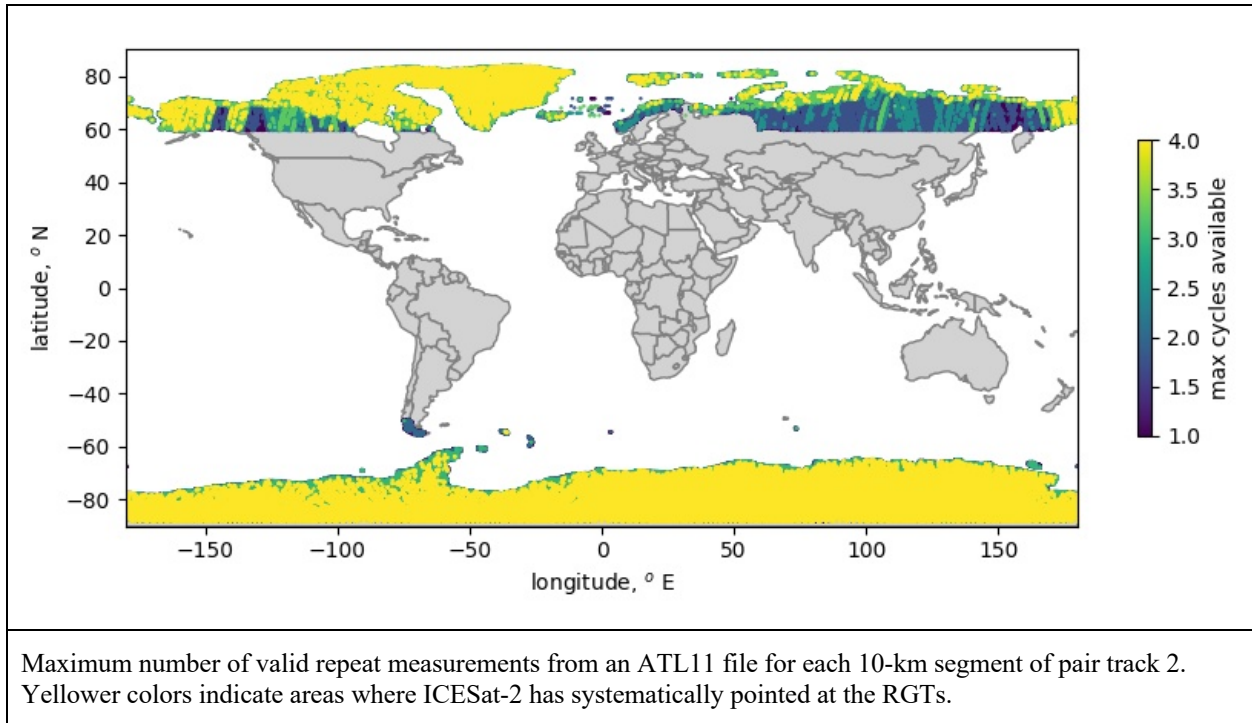 80
60
40
20
0
−20
−40
−60
−80
latitude, ° N
−150 −100 −50 0 50 100 150
longitude, ° E
4.0
3.5
3.0
2.5
2.0
1.5
1.0
max cycles available
Maximum number of valid repeat measurements from an ATL11 file for each 10-km segment of pair track 2.
Yellower colors indicate areas where ICESat-2 has systematically pointed at the RGTs.